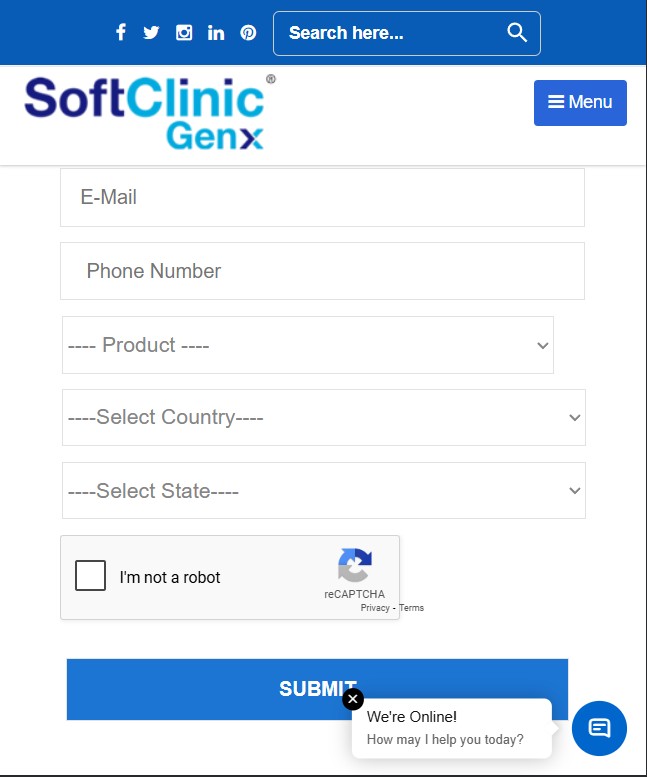 Search here...
SoftClinic®
Genx
Menu
E-Mail
Phone Number
---- Product ----
----Select Country----
----Select State----
I'm not a robot
reCAPTCHA
Privacy - Terms
SUBMIT
We're Online!
How may I help you today?